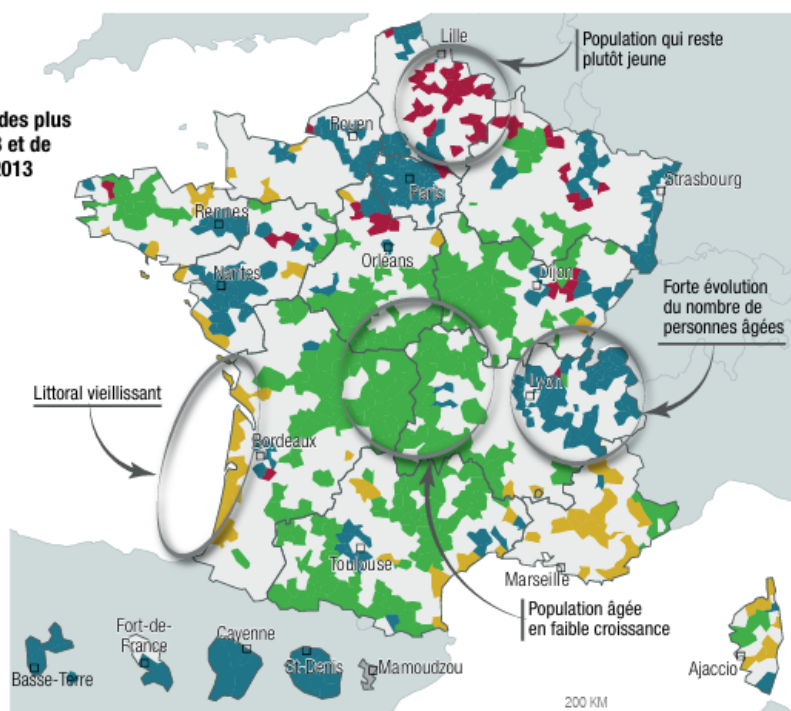 des plus
et de
2013
Lille
Population qui reste
plutôt jeune
Rouen
Paris
Strasbourg
Rennes
Orléans
Dijon
Nantes
Forte évolution
du nombre de
personnes âgées
Littoral vieillissant
Lyon
Bordeaux
Toulouse
Marseille
Population âgée
en faible croissance
Fort-de-
France
Cayenne
St-Denis
Mamoudzou
Basse-Terre
Ajaccio
200 KM